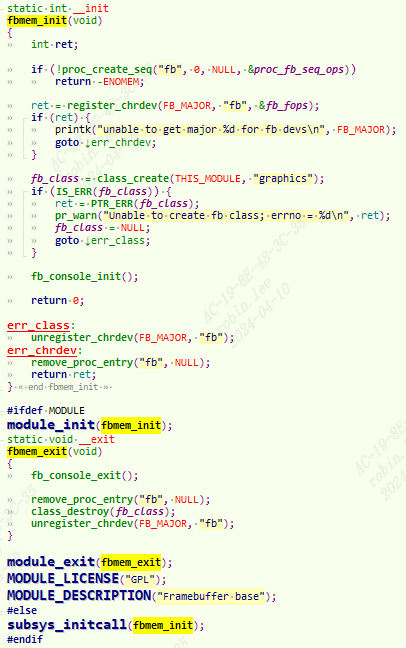 static int __init
fbmem_init(void)
{
    int ret;

    if (!proc_create_seq("fb", 0, NULL, &proc_fb_seq_ops))
        return -ENOMEM;

    ret = register_chrdev(FB_MAJOR, "fb", &fb_fops);
    if (ret) {
        printk("unable to get major %d for fb devs\n", FB_MAJOR);
        goto ↓err_chrdev;
    }

    fb_class = class_create(THIS_MODULE, "graphics");
    if (IS_ERR(fb_class)) {
        ret = PTR_ERR(fb_class);
        pr_warn("Unable to create fb class; errno = %d\n", ret);
        fb_class = NULL;
        goto ↓err_class;
    }

    fb_console_init();

    return 0;

err_class:
    unregister_chrdev(FB_MAJOR, "fb");
err_chrdev:
    remove_proc_entry("fb", NULL);
    return ret;
} « end fbmem_init »

#ifdef MODULE
module_init(fbmem_init);
static void __exit
fbmem_exit(void)
{
    fb_console_exit();

    remove_proc_entry("fb", NULL);
    class_destroy(fb_class);
    unregister_chrdev(FB_MAJOR, "fb");
}

module_exit(fbmem_exit);
MODULE_LICENSE("GPL");
MODULE_DESCRIPTION("Framebuffer base");
#else
subsys_initcall(fbmem_init);
#endif